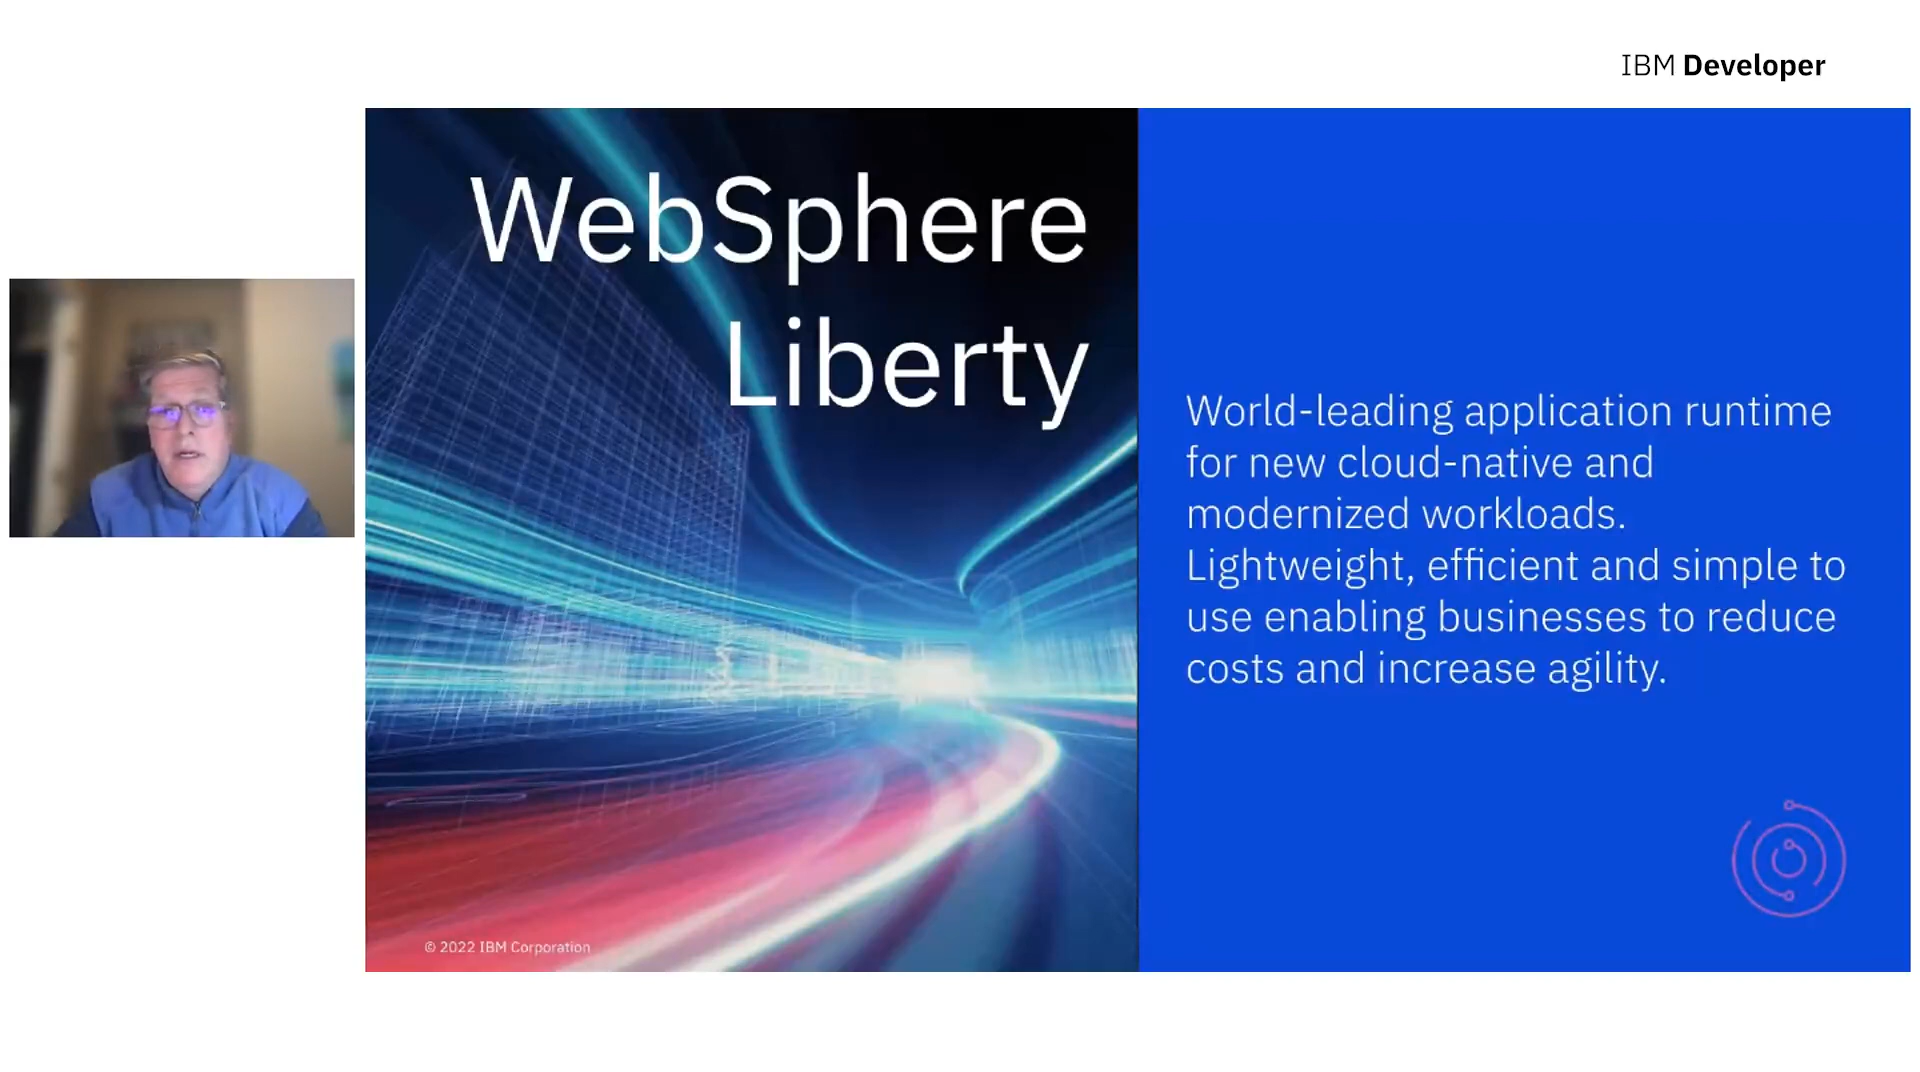 IBM Developer
WebSphere
Liberty
World-leading application runtime
for new cloud-native and
modernized workloads.
Lightweight, efficient and simple to
use enabling businesses to reduce
costs and increase agility.
© 2022 IBM Corporation